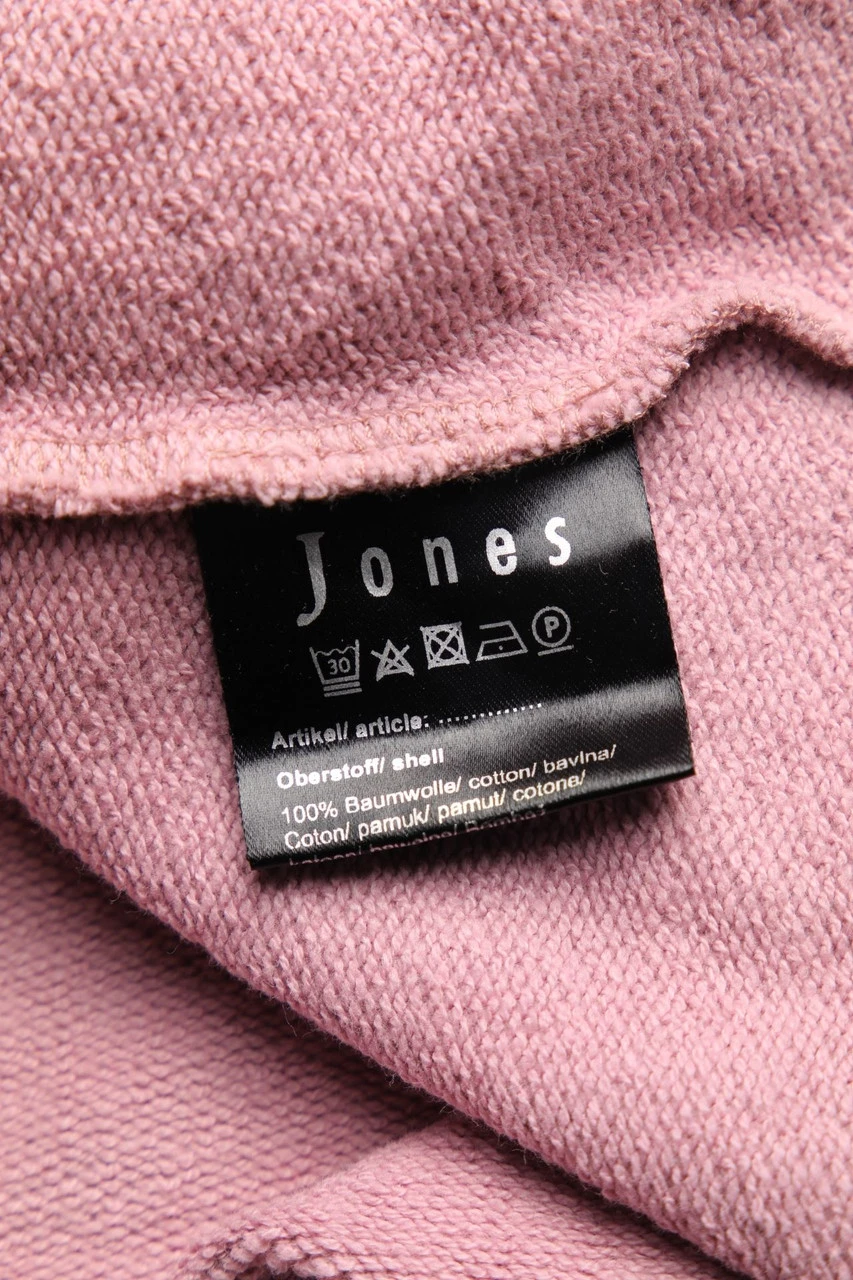 Jones
30 P
Artikel/ article: .............
Oberstoff/ shell
100% Baumwolle/ cotton/ bavlna/
Coton/ pamuk/ pamut/ cotone/